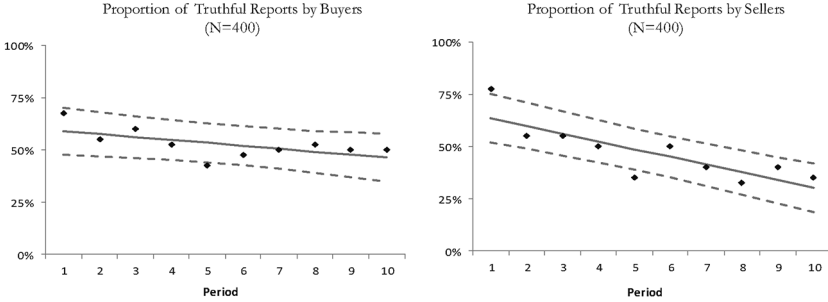 Proportion of Truthful Reports by Buyers
(N=400)
100%
75%
50%
25%
0%
1 2 3 4 5 6 7 8 9 10
Period
Proportion of Truthful Reports by Sellers
(N=400)
100%
75%
50%
25%
0%
1 2 3 4 5 6 7 8 9 10
Period